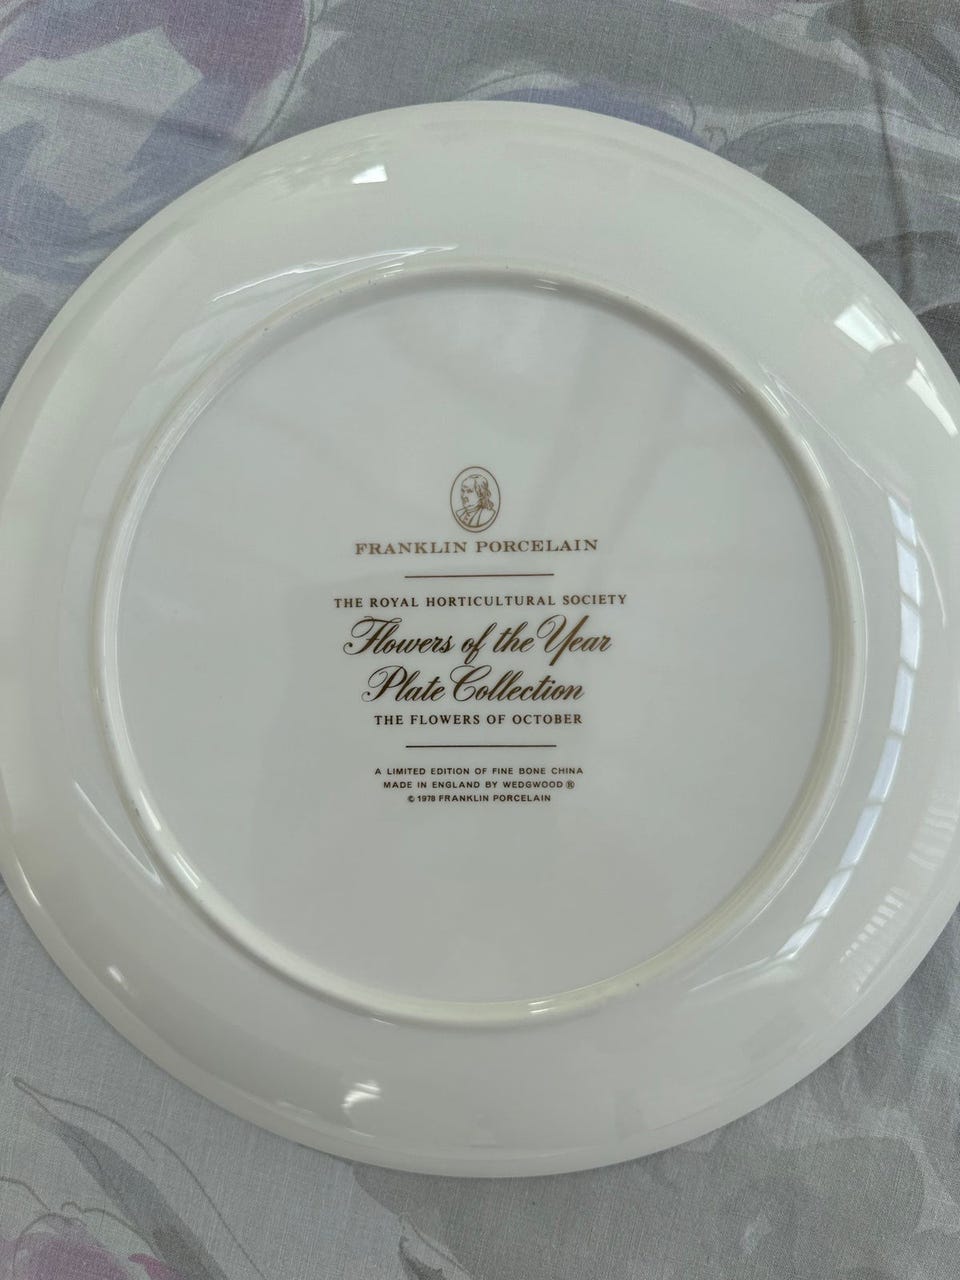 FRANKLIN PORCELAIN
THE ROYAL HORTICULTURAL SOCIETY
Flowers of the Year
Plate Collection
THE FLOWERS OF OCTOBER
A LIMITED EDITION OF FINE BONE CHINA
MADE IN ENGLAND BY WEDGWOOD ®
© 1978 FRANKLIN PORCELAIN